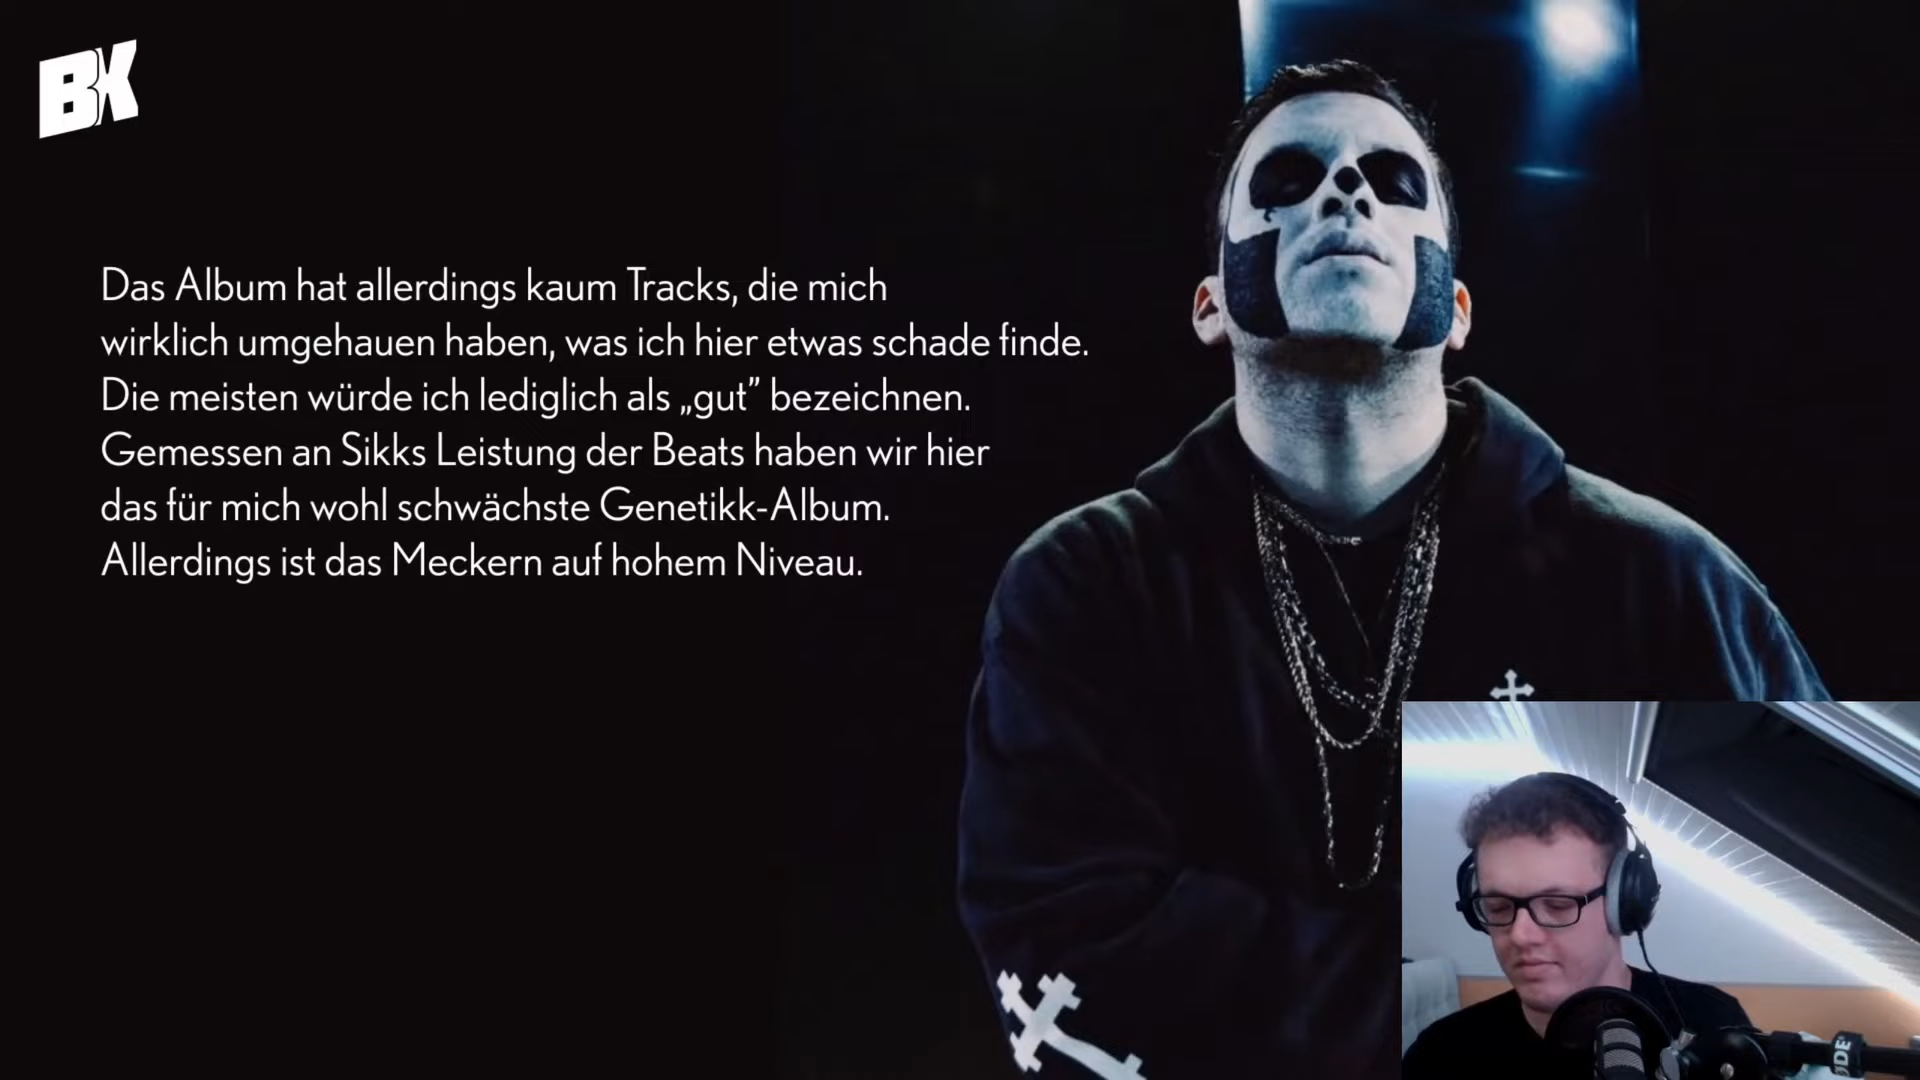 BK
Das Album hat allerdings kaum Tracks, die mich
wirklich umgehauen haben, was ich hier etwas schade finde.
Die meisten würde ich lediglich als „gut” bezeichnen.
Gemessen an Sikks Leistung der Beats haben wir hier
das für mich wohl schwächste Genetikk-Album.
Allerdings ist das Meckern auf hohem Niveau.